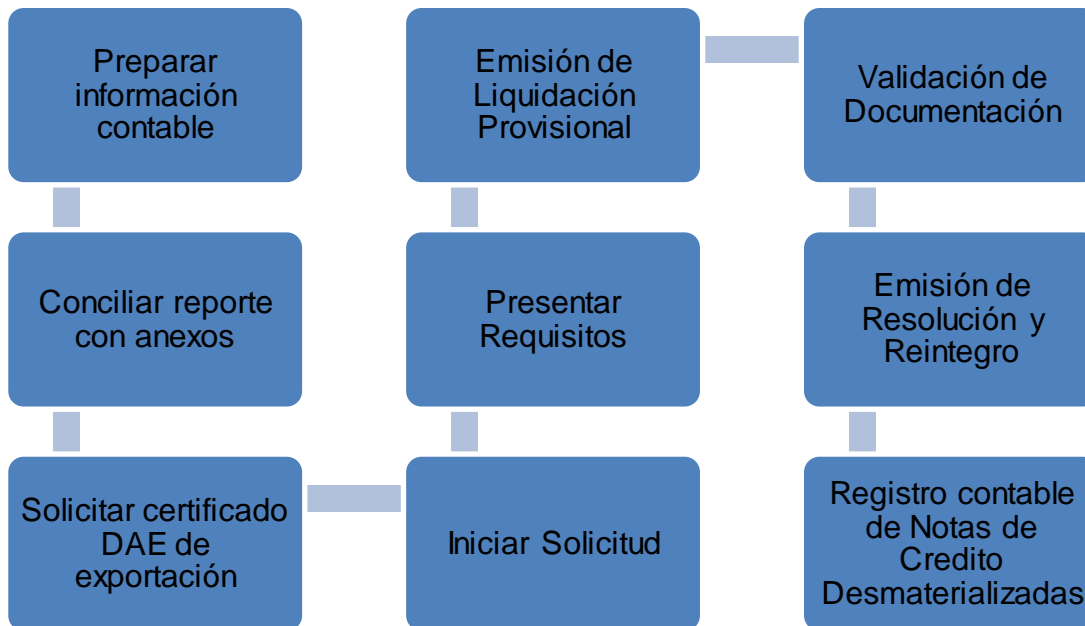 Preparar
información
contable
Conciliar reporte
con anexos
Solicitar certificado
DAE de
exportación
Iniciar Solicitud
Presentar
Requisitos
Emisión de
Liquidación
Provisional
Validación de
Documentación
Emisión de
Resolución y
Reintegro
Registro contable
de Notas de
Credito
Desmaterializadas